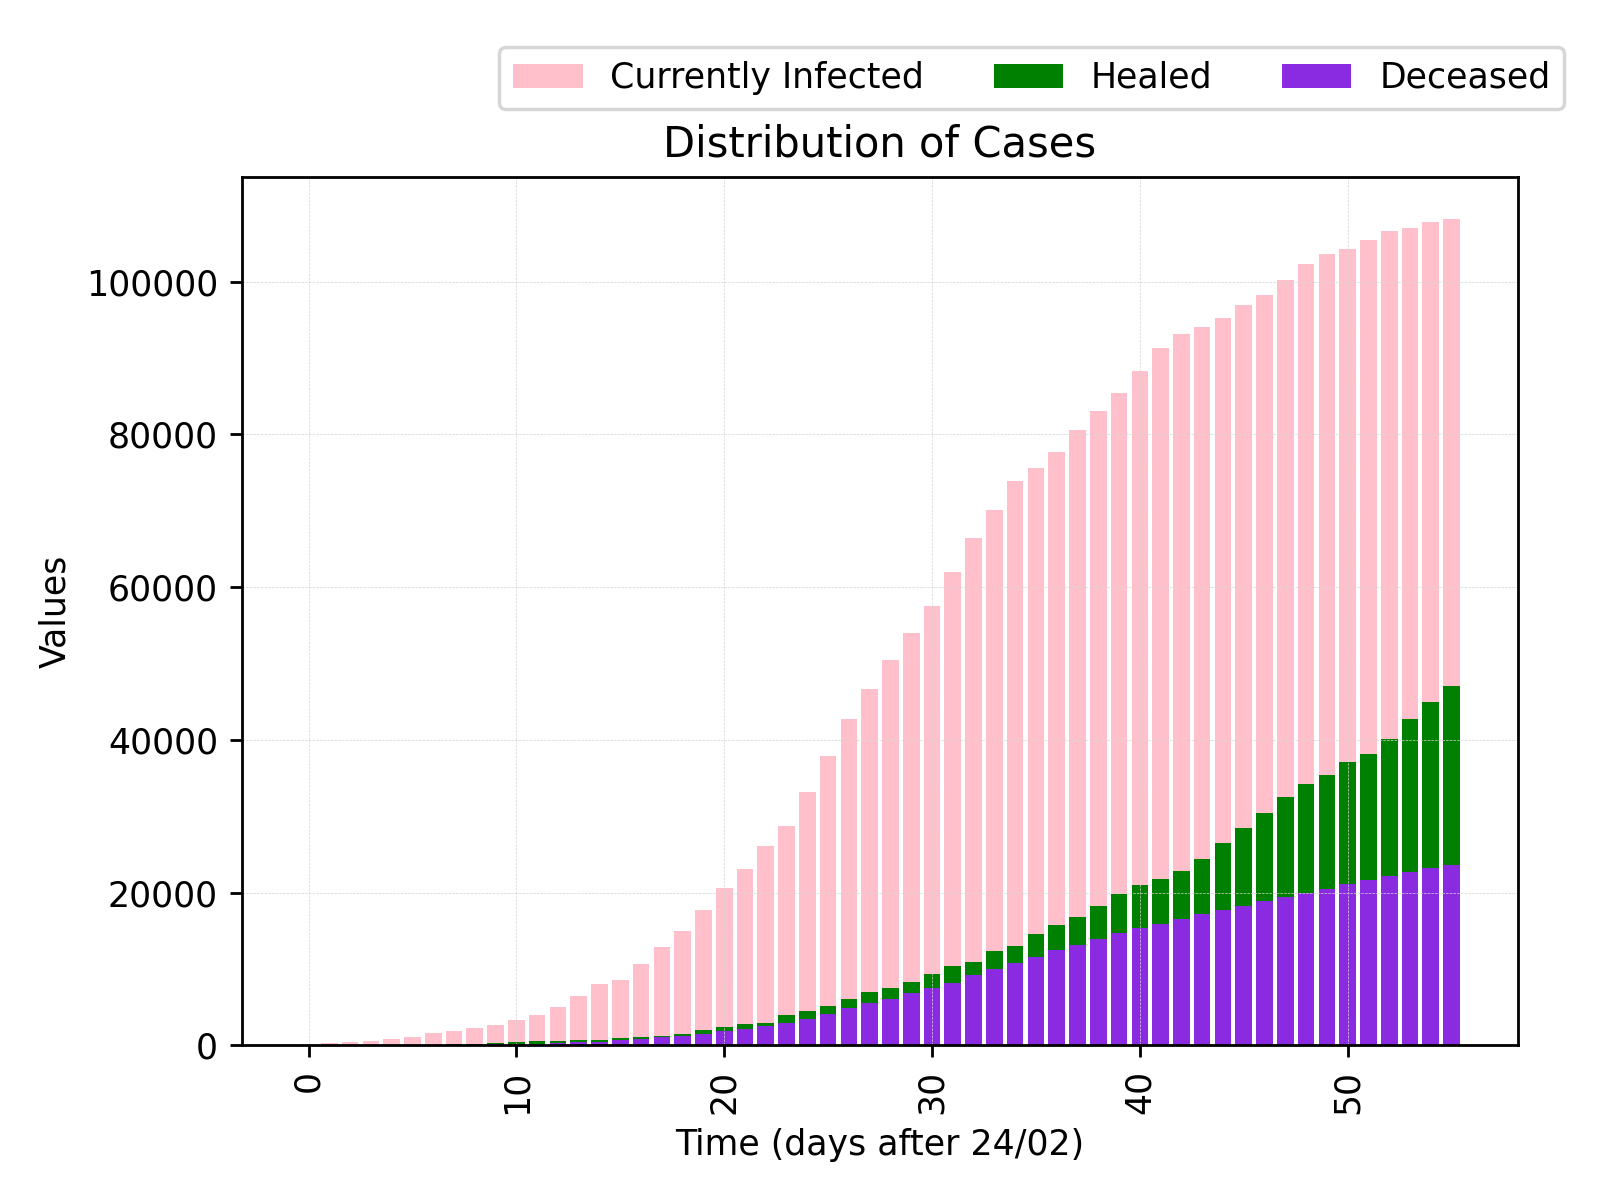 Currently Infected Healed Deceased
Distribution of Cases
Values
100000
80000
60000
40000
20000
0
0 10 20 30 40 50
Time (days after 24/02)